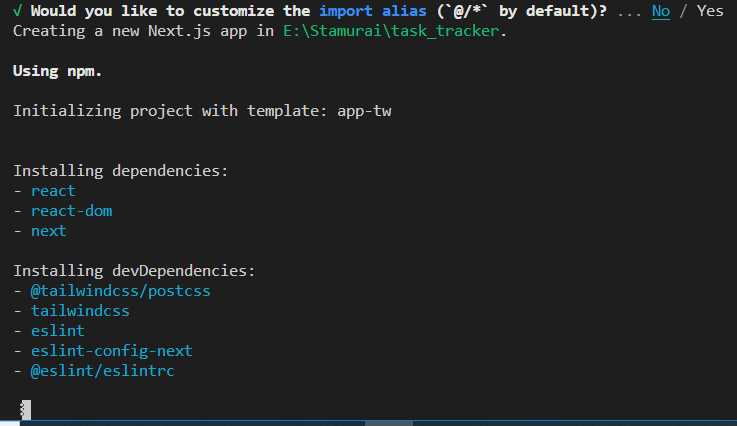 √ Would you like to customize the import alias (`@/*` by default)? ... No / Yes
Creating a new Next.js app in E:\Stamurai\task_tracker.
Using npm.
Initializing project with template: app-tw
Installing dependencies:
- react
- react-dom
- next
Installing devDependencies:
- @tailwindcss/postcss
- tailwindcss
- eslint
- eslint-config-next
- @eslint/eslintrc